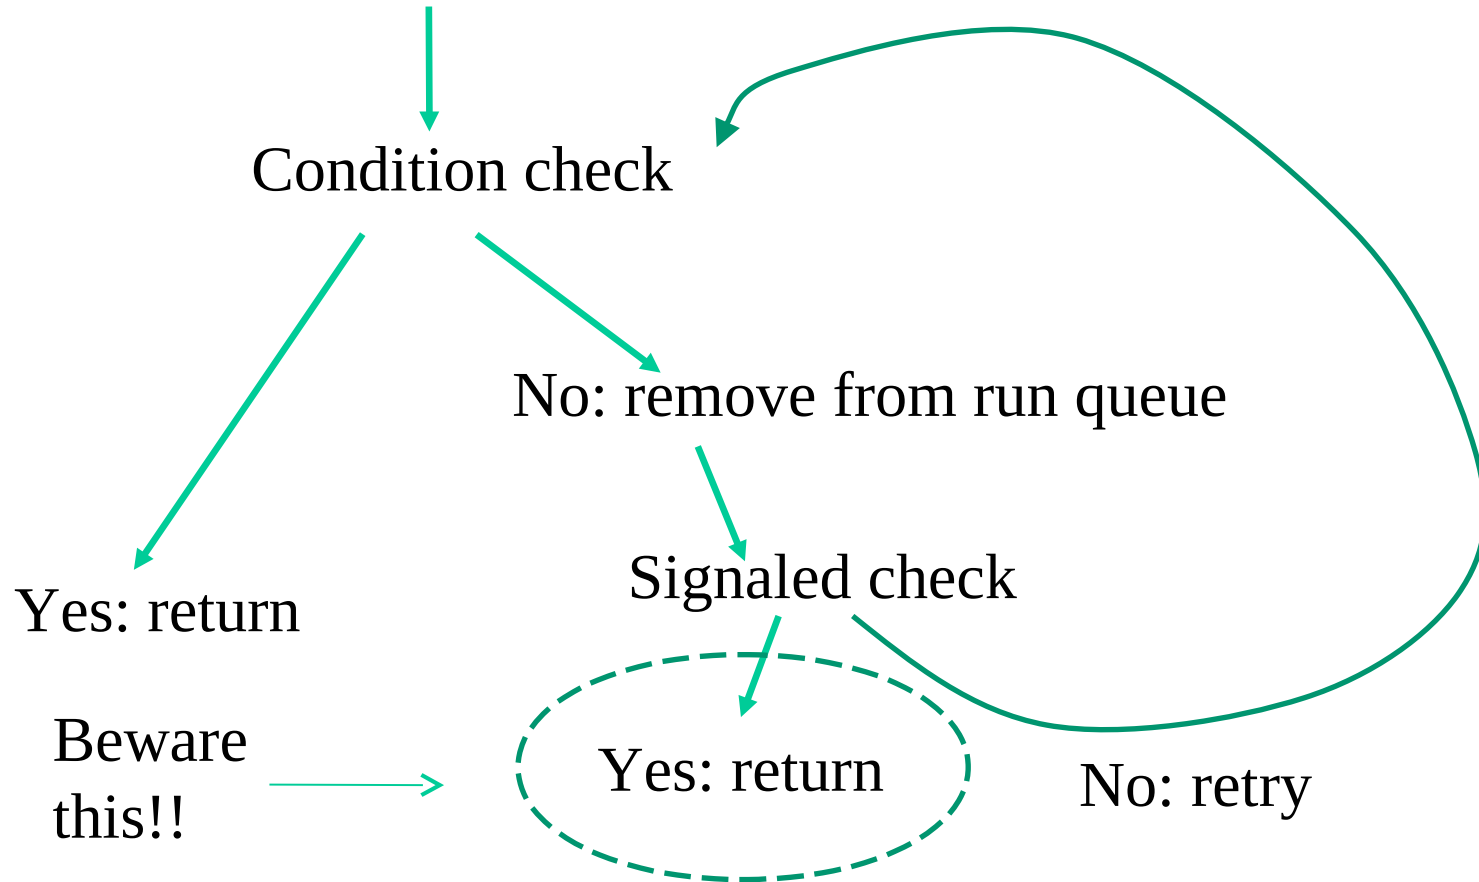 Condition check
No: remove from run queue
Signaled check
Yes: return
Beware
this!!
Yes: return
No: retry